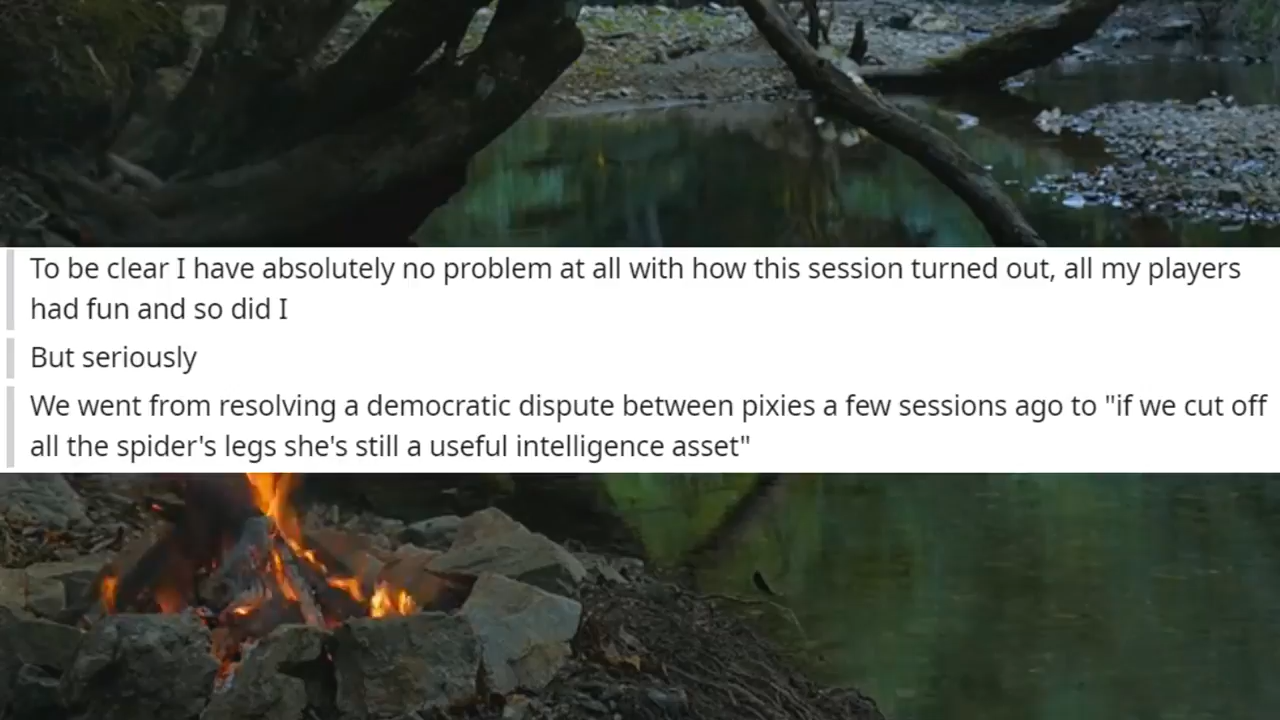 To be clear I have absolutely no problem at all with how this session turned out, all my players
had fun and so did I
But seriously
We went from resolving a democratic dispute between pixies a few sessions ago to "if we cut off
all the spider's legs she's still a useful intelligence asset"